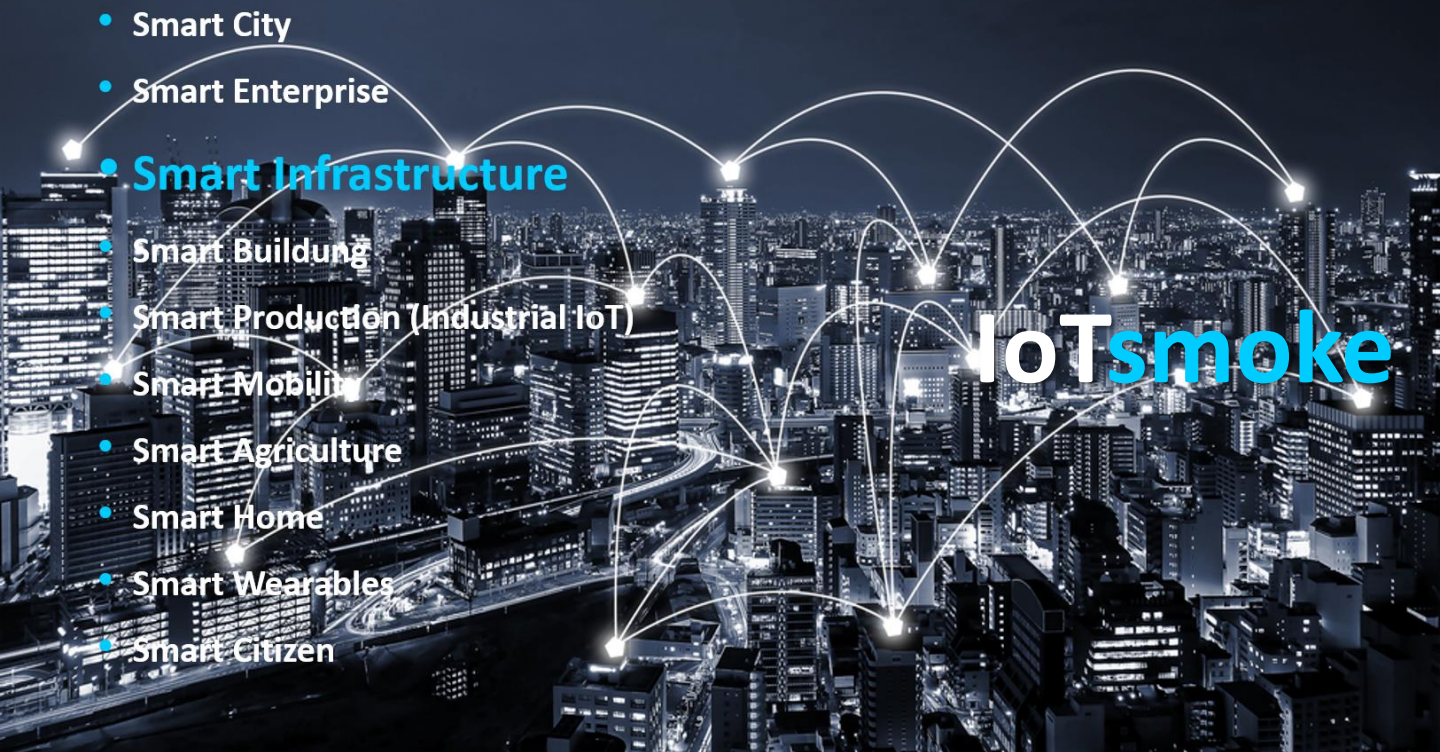 Smart City
Smart Enterprise
Smart Infrastructure
Smart Buildung
Smart Production (Industrial IoT)
Smart Mobility
Smart Agriculture
Smart Home
Smart Wearables
Smart Citizen
IoTsmoke